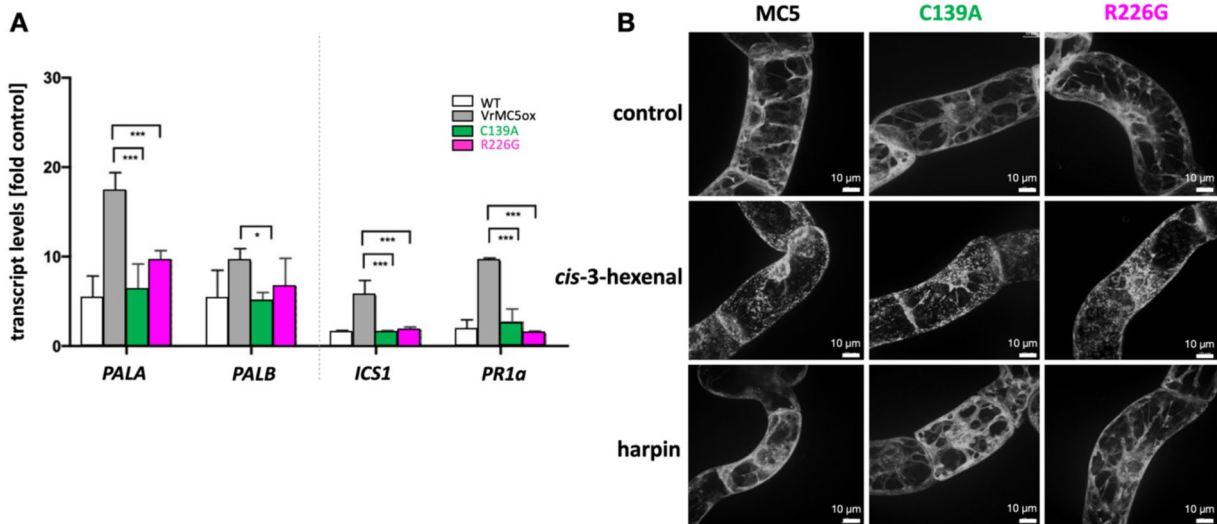 A
transcript levels [fold control]
30
20
10
0
WT
VrMC5ox
C139A
R226G
***
***
*
***
***
***
***
PALA
PALB
ICS1
PR1a
B
MC5
C139A
R226G
control
10 µm
10 µm
10 µm
cis-3-hexenal
10 µm
10 µm
10 µm
harpin
10 µm
10 µm
10 µm